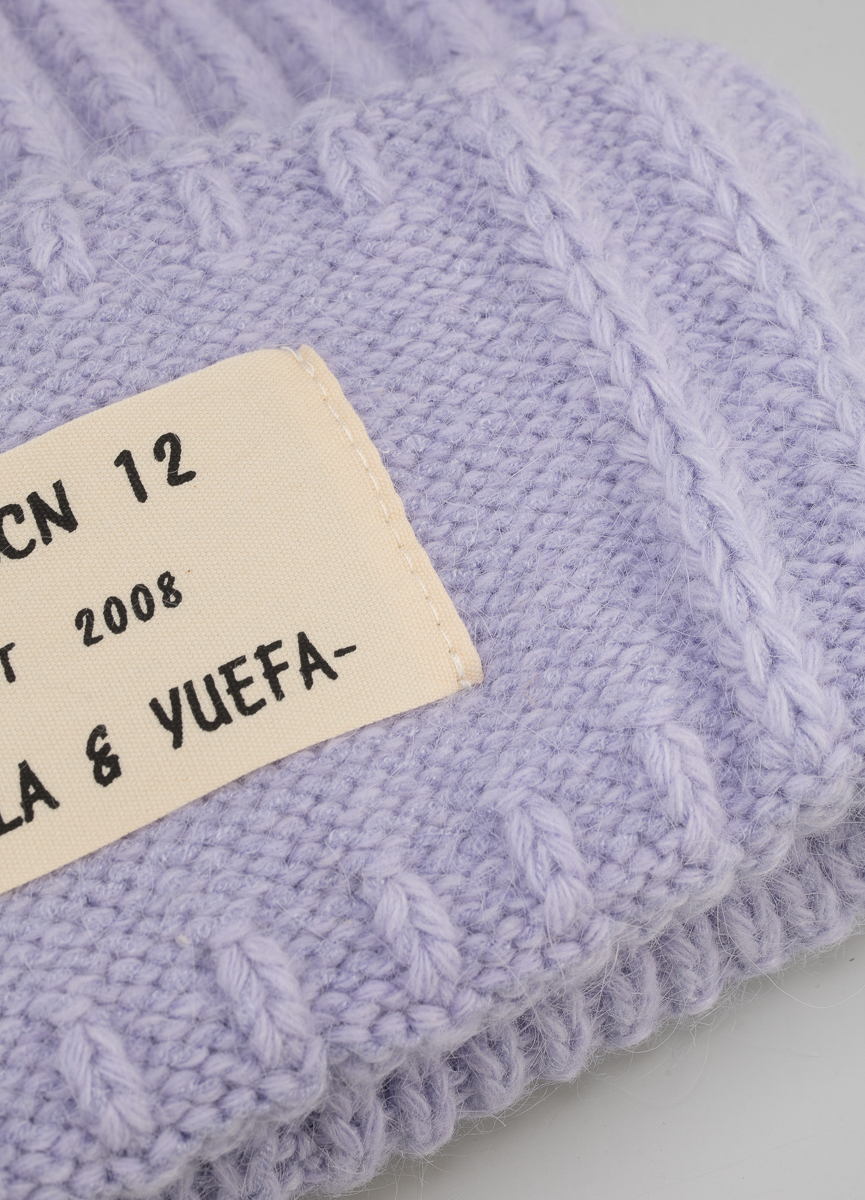 CN 12
T 2008
LA & YUEFA-